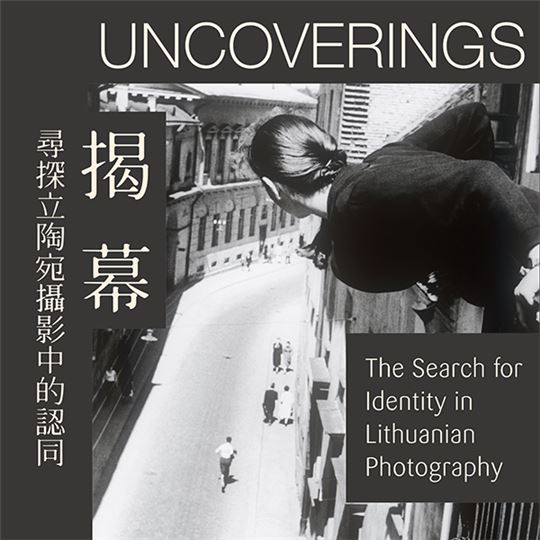 UNCOVERINGS
揭幕
尋探立陶宛攝影中的認同
The Search for
Identity in
Lithuanian
Photography